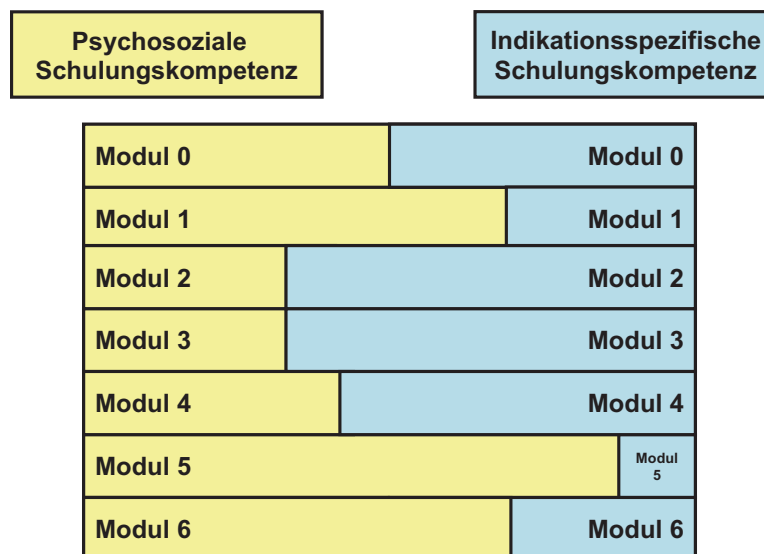 Psychosoziale
Schulungskompetenz
Indikationsspezifische
Schulungskompetenz
Modul 0
Modul 0
Modul 1
Modul 1
Modul 2
Modul 2
Modul 3
Modul 3
Modul 4
Modul 4
Modul 5
Modul
5
Modul 6
Modul 6